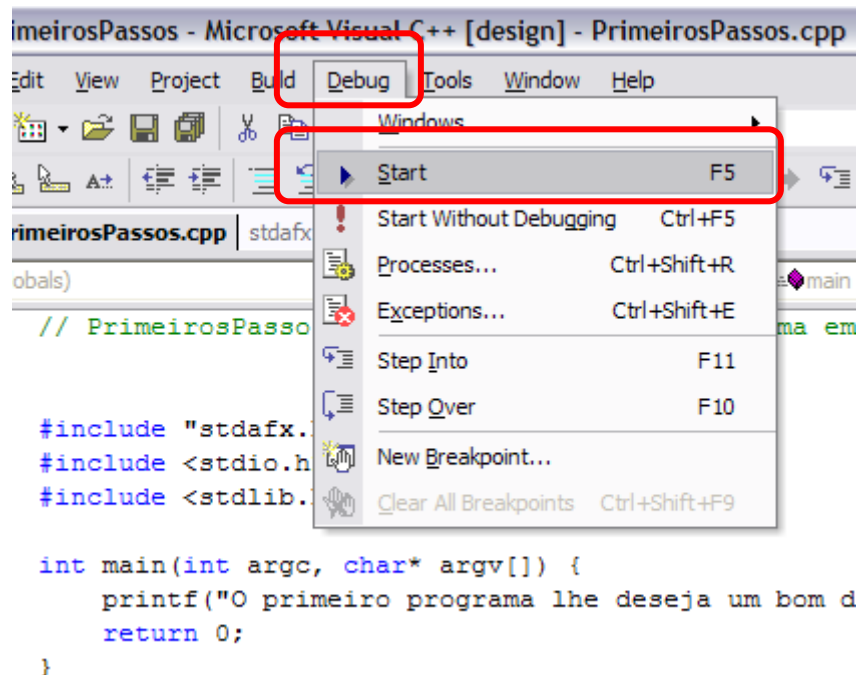 imeirosPassos - Microsoft Visual C++ [design] - PrimeirosPassos.cpp
Edit View Project Build Debug Tools Window Help
Windows
Start F5
Start Without Debugging Ctrl+F5
Processes... Ctrl+Shift+R
Exceptions... Ctrl+Shift+E
Step Into F11
Step Over F10
New Breakpoint...
Clear All Breakpoints Ctrl+Shift+F9
rimeirosPassos.cpp stdafx
obals) main
// PrimeirosPasso ma em
#include "stdafx.
#include <stdio.h
#include <stdlib.
int main(int argc, char* argv[]) {
printf("O primeiro programa lhe deseja um bom d
return 0;
}